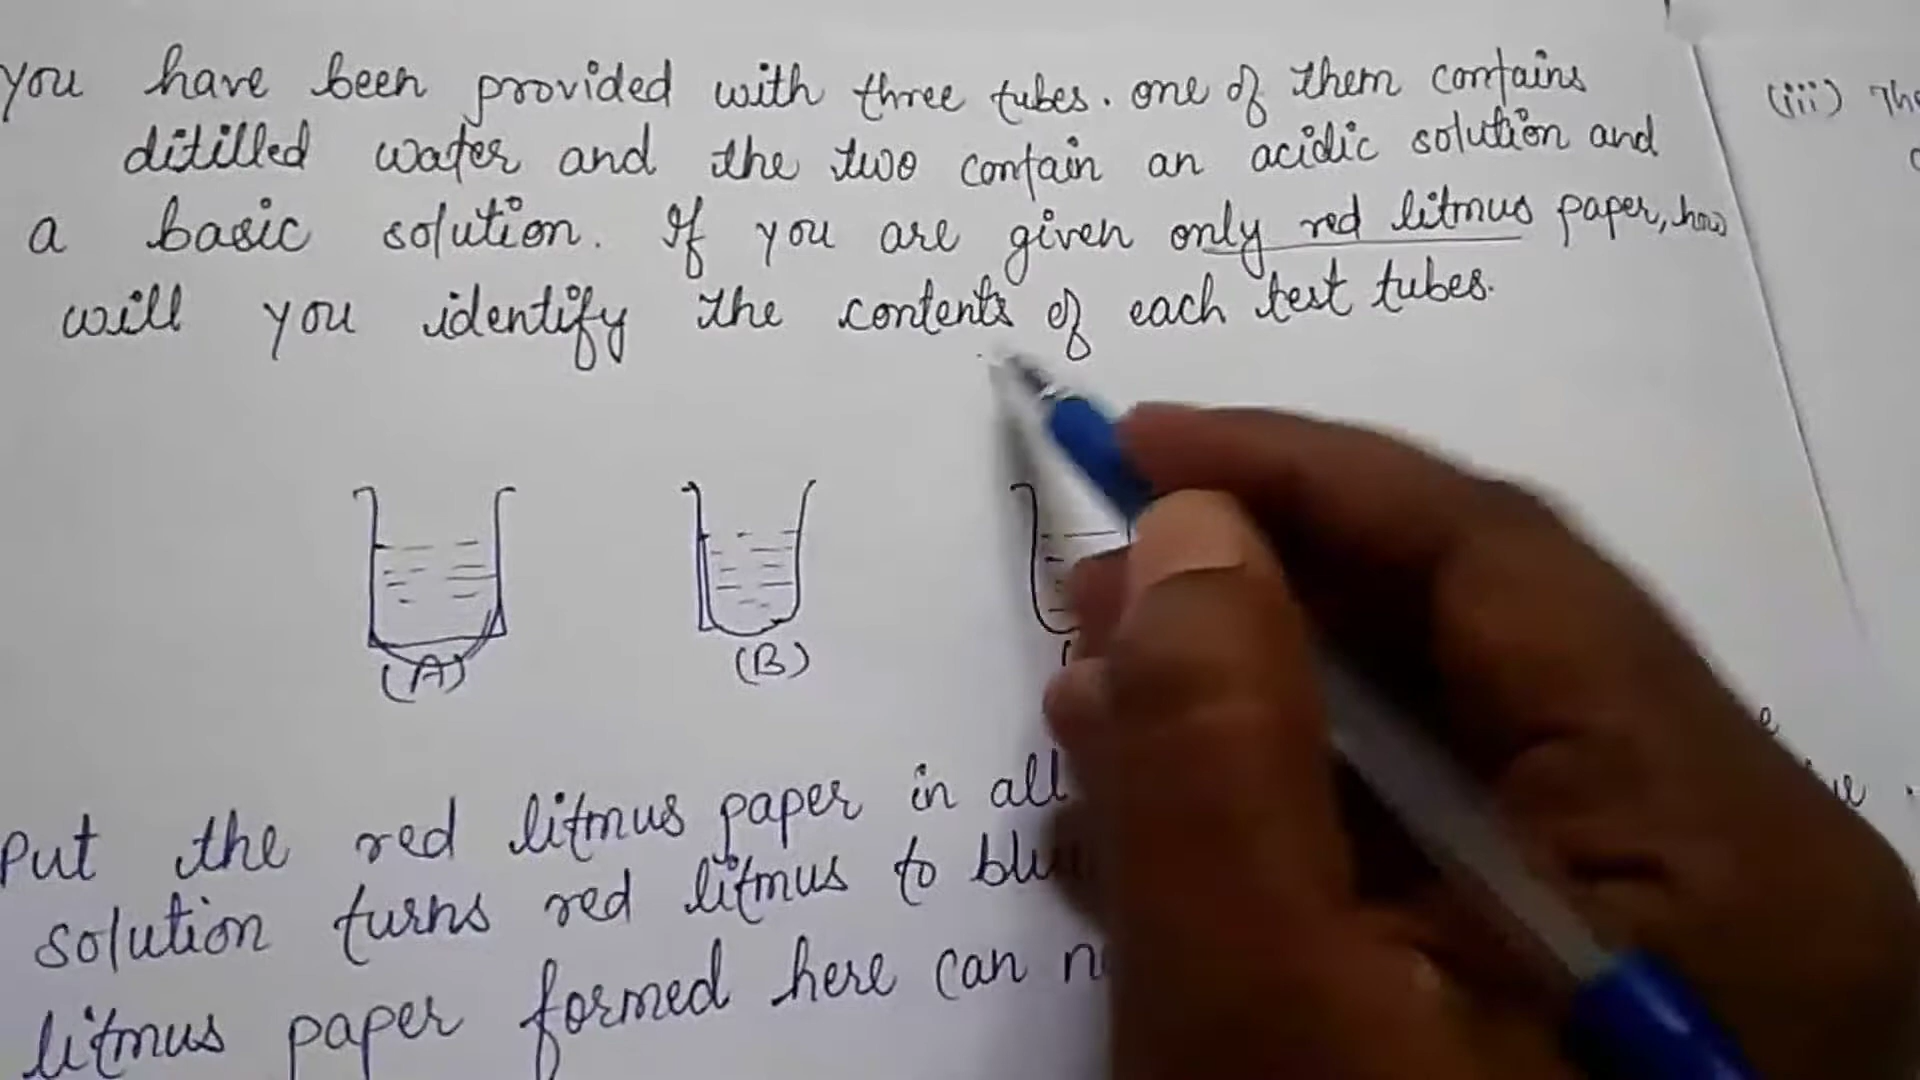 you have been provided with three tubes. one of them contains
ditilled water and the two contain an acidic solution and
a basic solution. If you are given only red litmus paper, how
will you identify the contents of each test tubes.
(iii) The
(A)
(B)
Put the red litmus paper in all
solution turns red litmus to blue
litmus paper formed here can